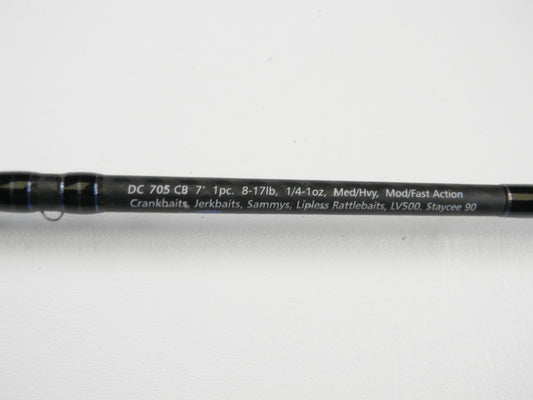 DC 705 CB 7' 1pc. 8-17lb, 1/4-1oz, Med/Hvy, Mod/Fast Action
Crankbaits, Jerkbaits, Sammys, Lipless Rattlebaits, LV500, Staycee 90